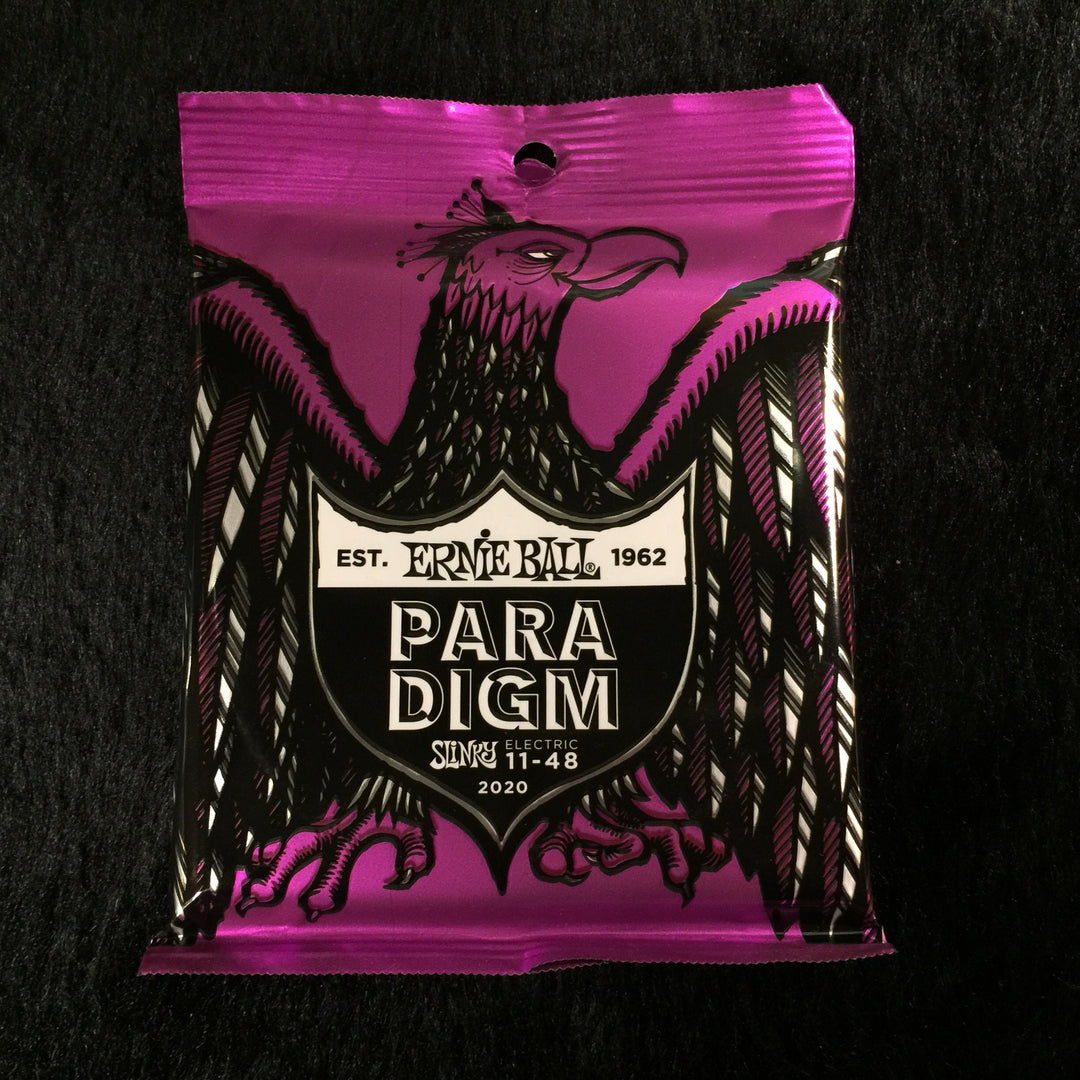 EST. ERNIE BALL® 1962
PARA
DIGM
SLINKY ELECTRIC
11-48
2020